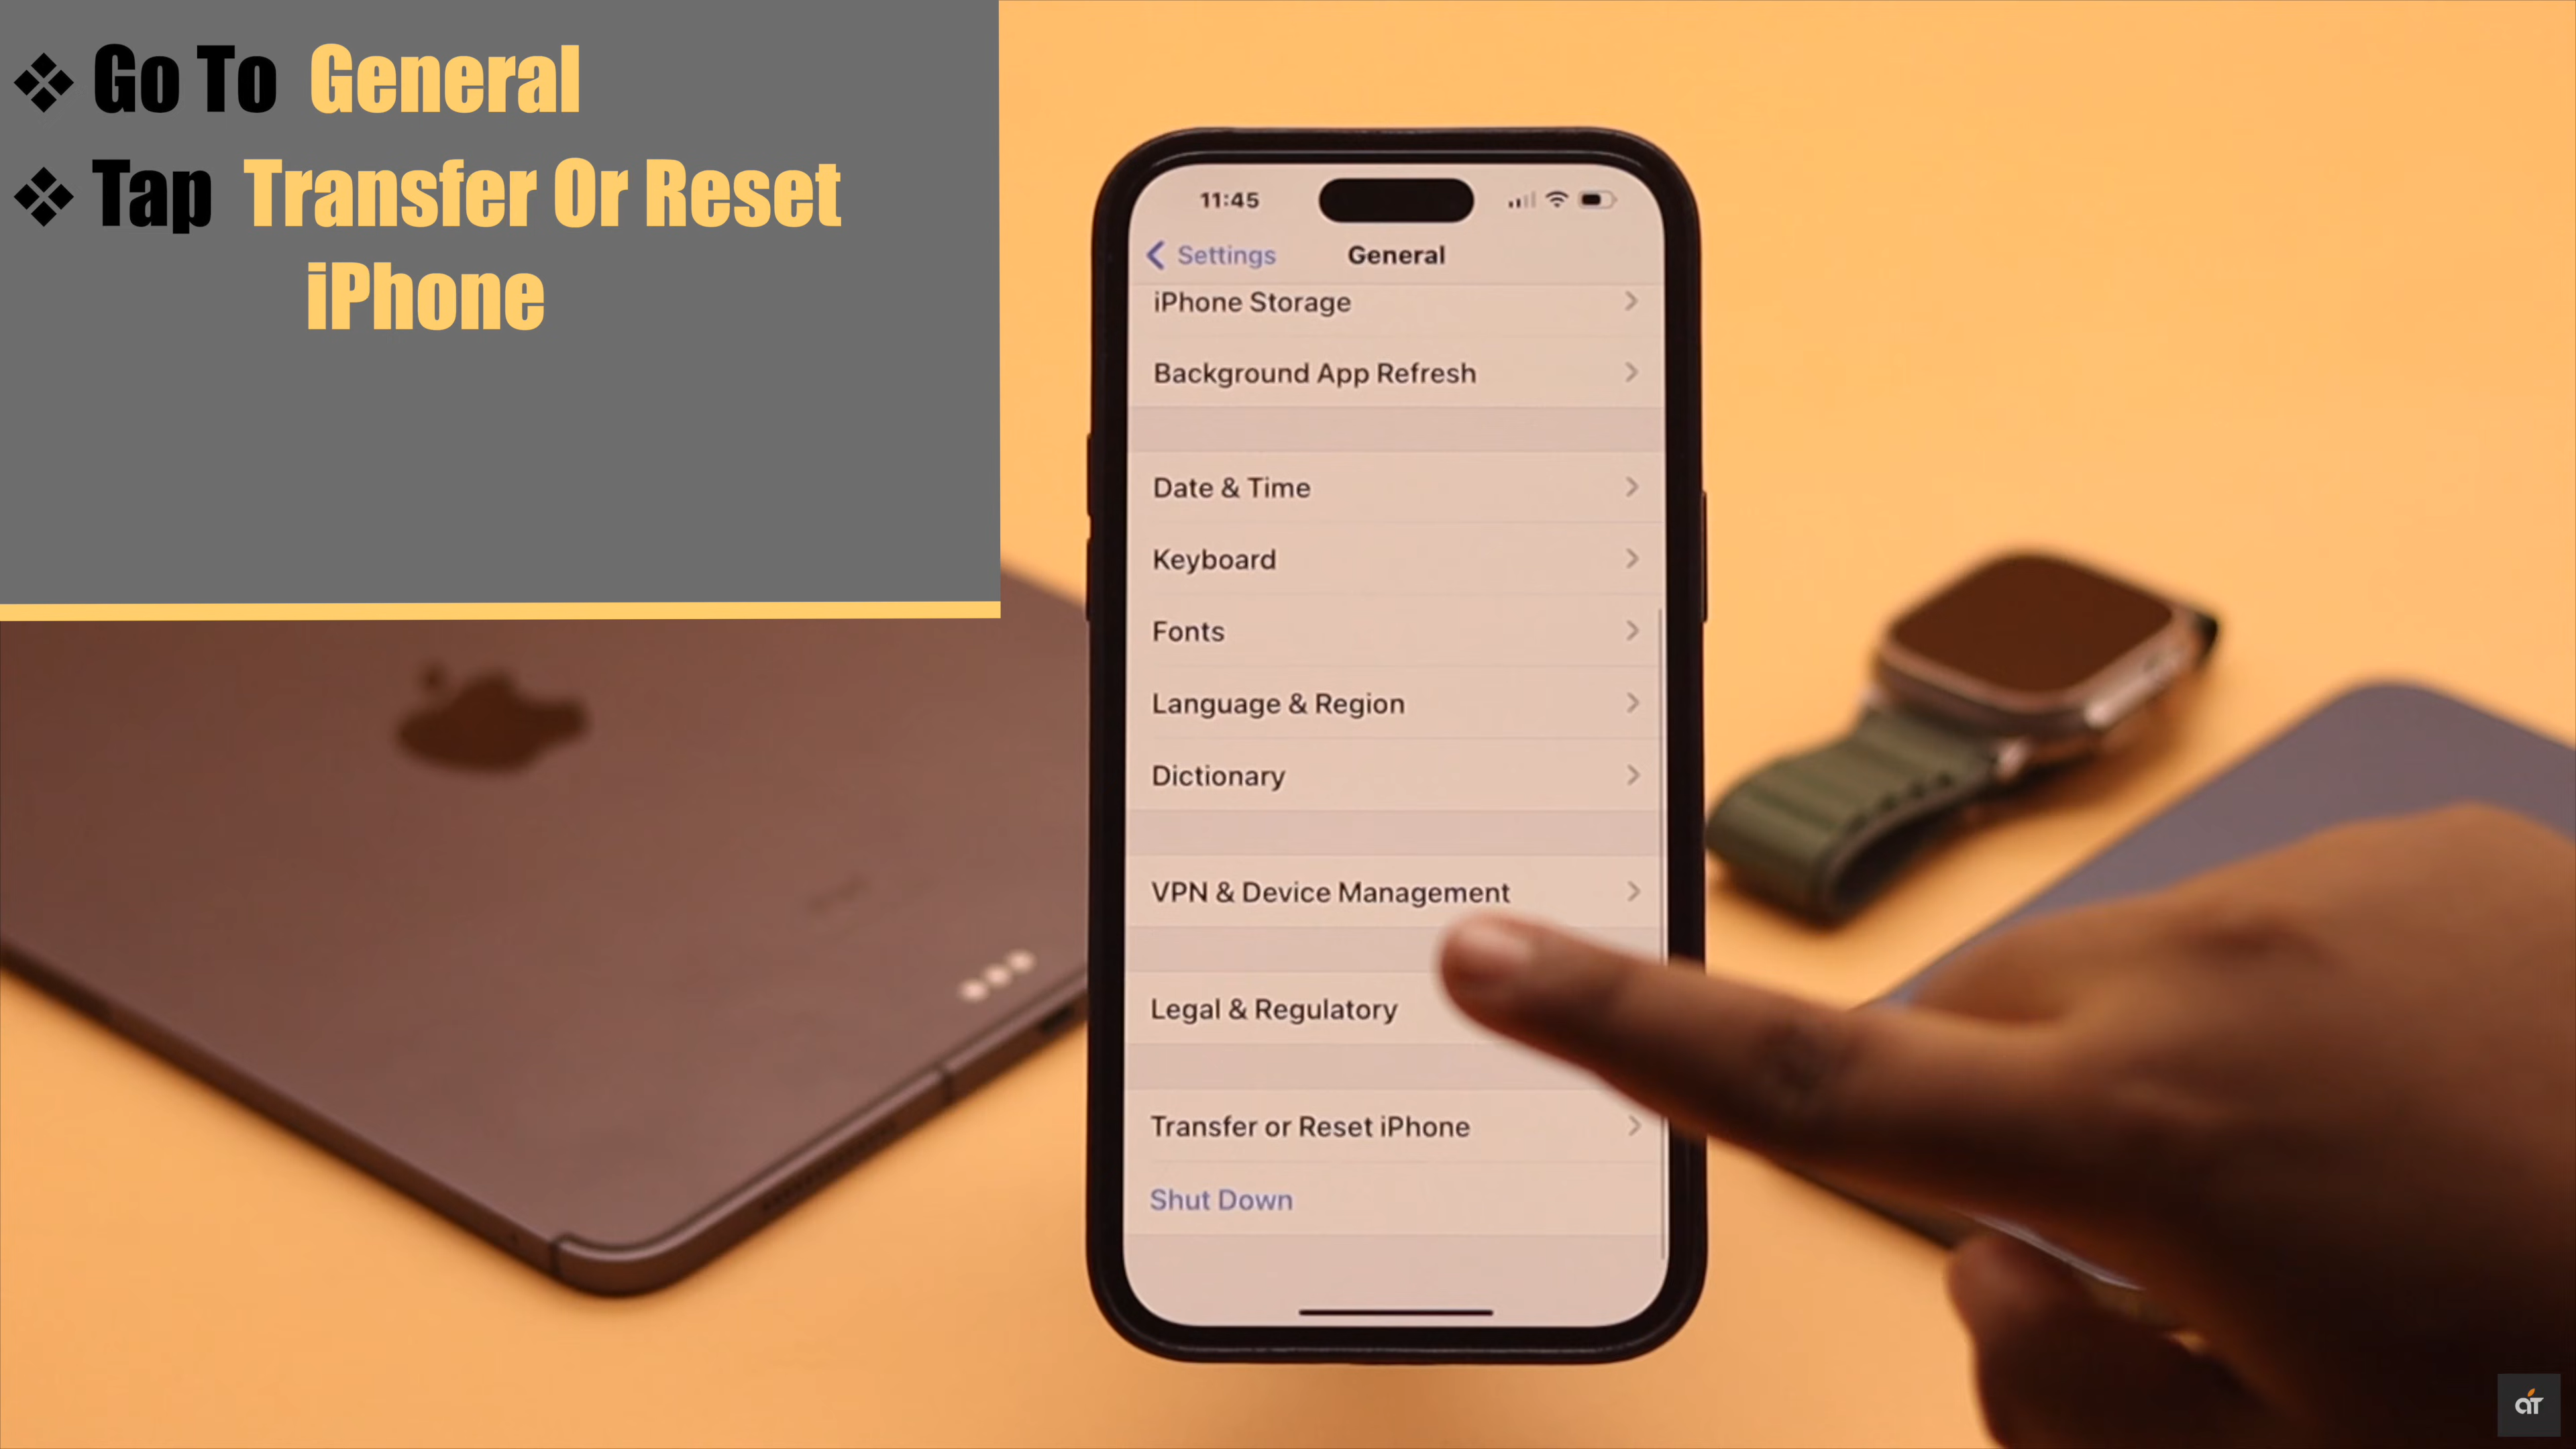 ❖ Go To General
❖ Tap Transfer Or Reset
iPhone
11:45
Settings
General
iPhone Storage
Background App Refresh
Date & Time
Keyboard
Fonts
Language & Region
Dictionary
VPN & Device Management
Legal & Regulatory
Transfer or Reset iPhone
Shut Down
aT